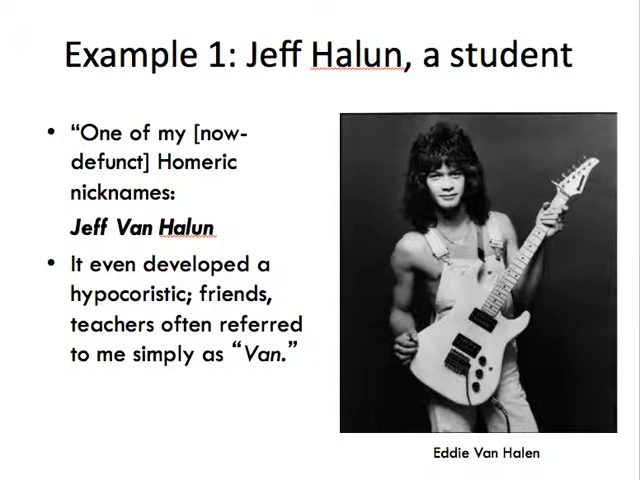 Example 1: Jeff Halun, a student
• “One of my [now-
defunct] Homeric
nicknames:
Jeff Van Halun
• It even developed a
hypocoristic; friends,
teachers often referred
to me simply as “Van.”
Eddie Van Halen